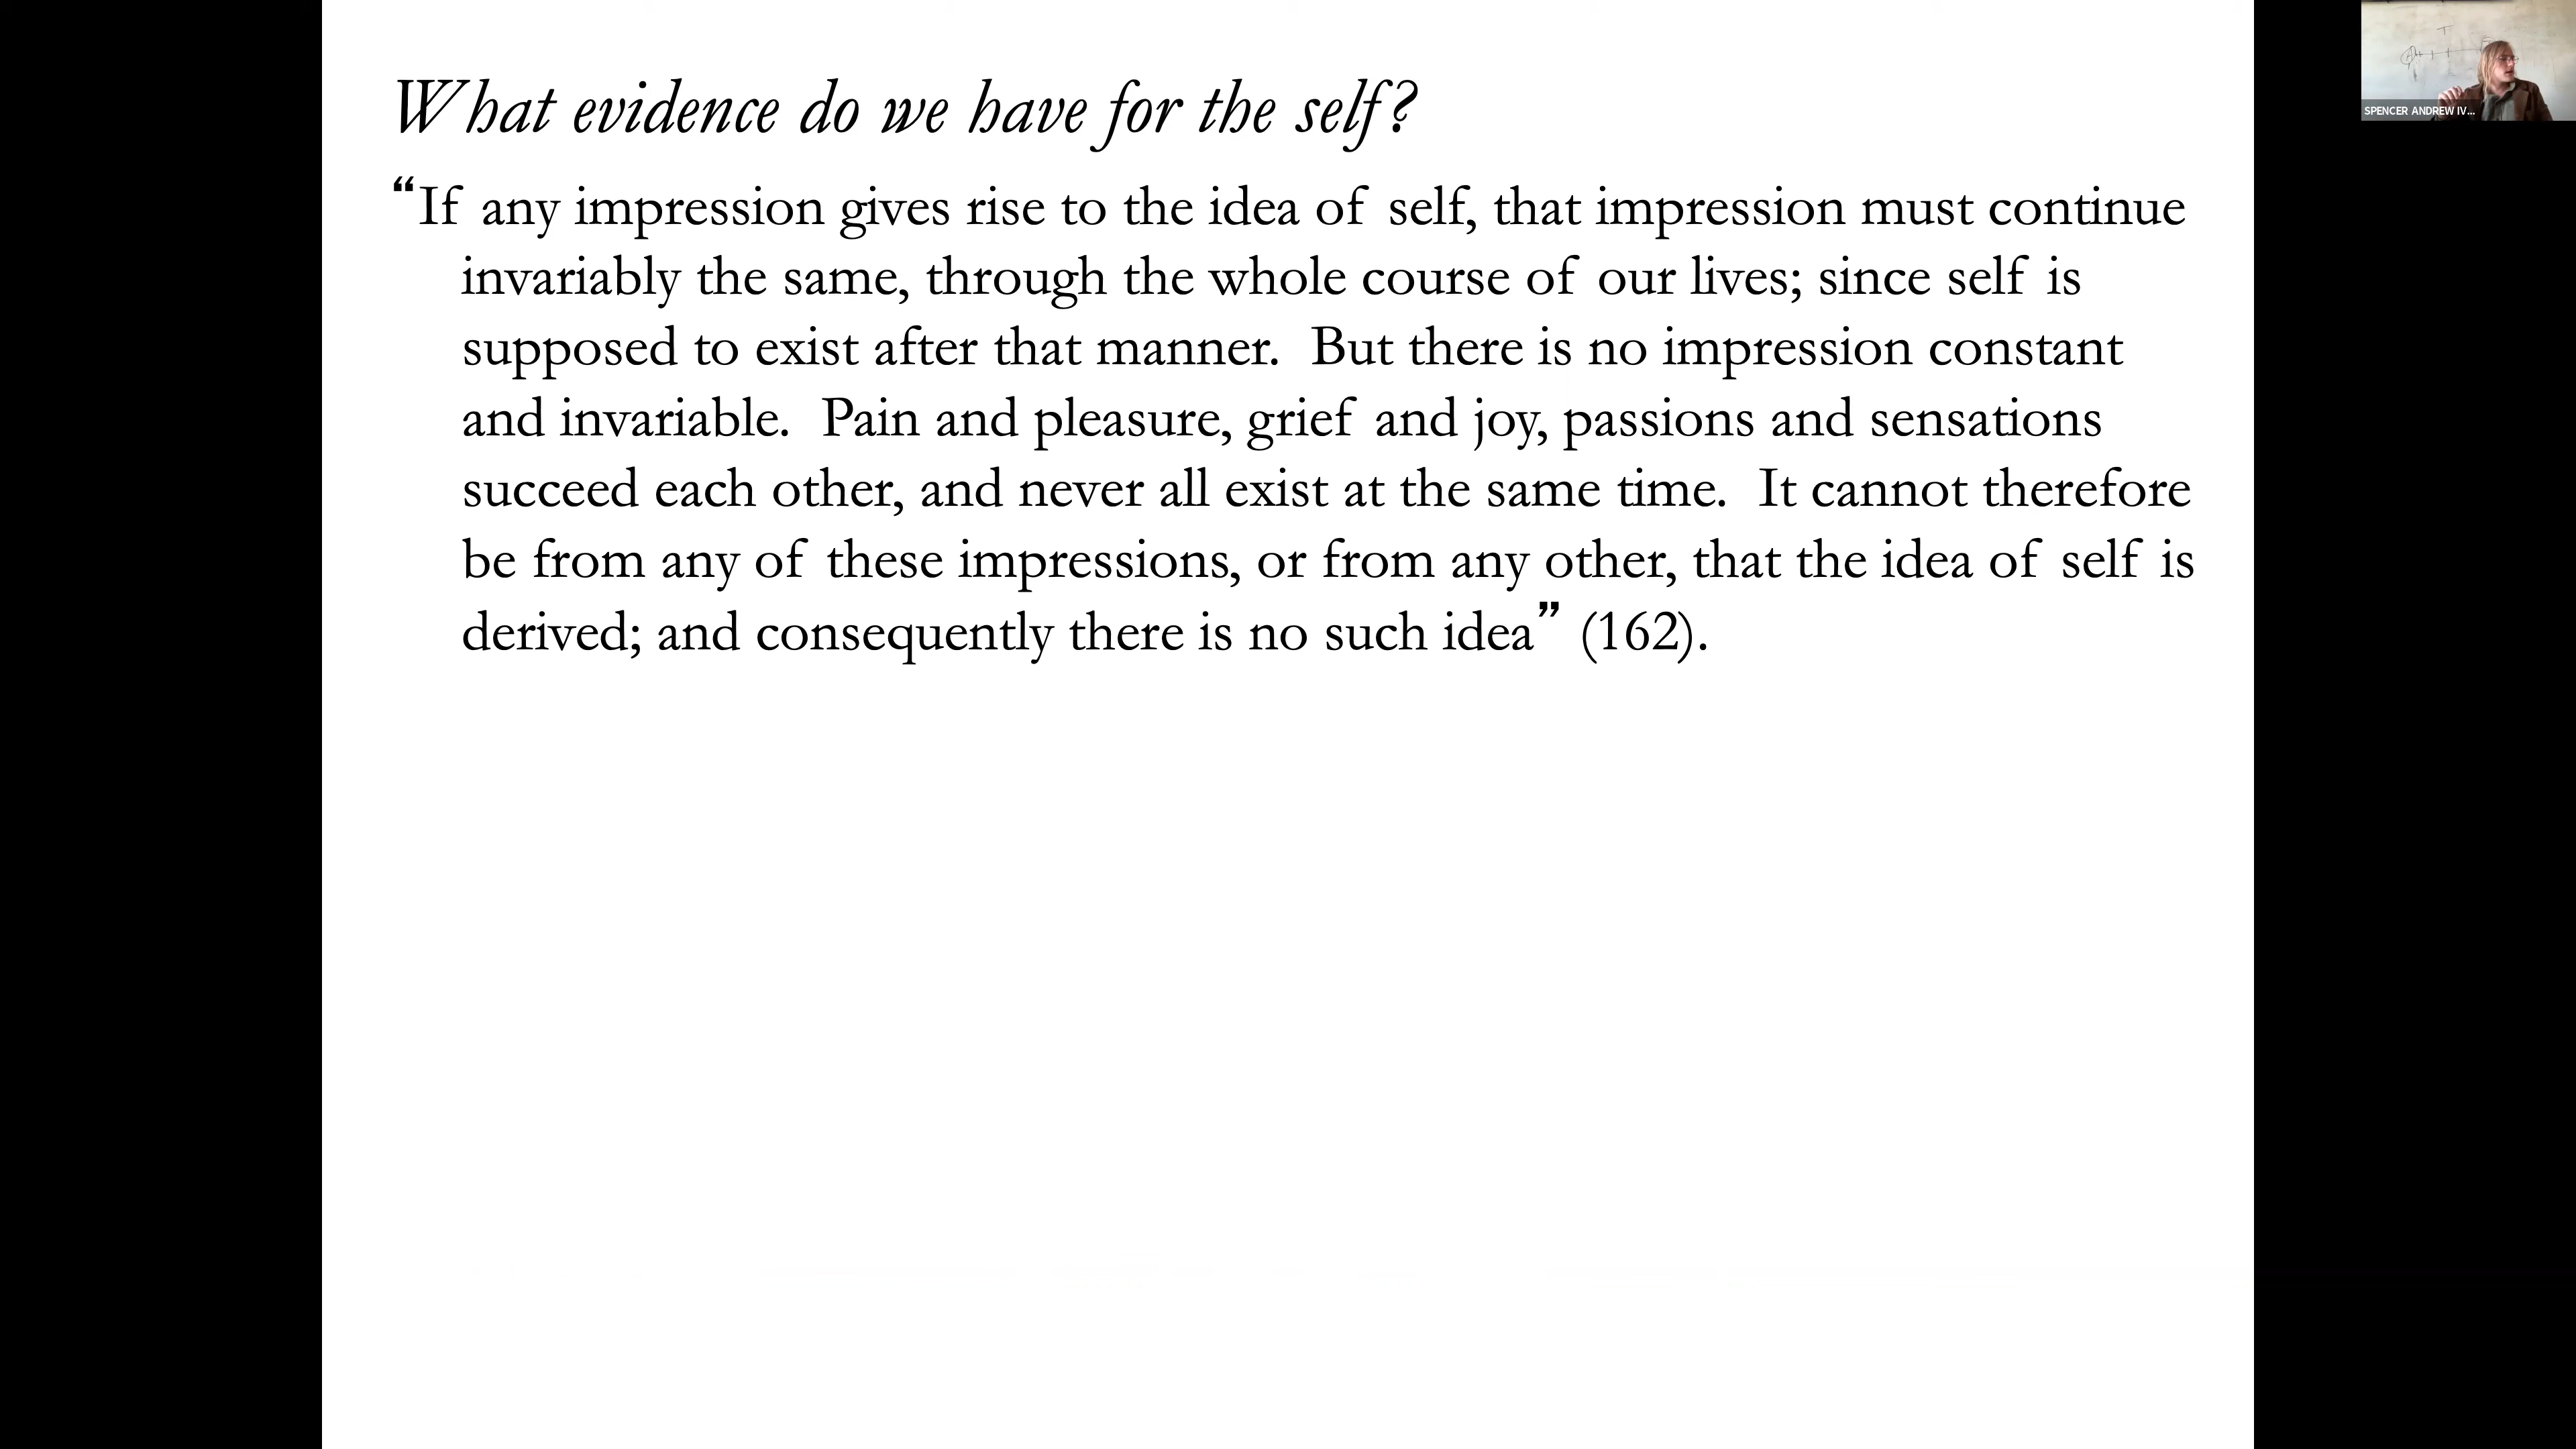 What evidence do we have for the self?
SPENCER ANDREW IV...
“If any impression gives rise to the idea of self, that impression must continue
invariably the same, through the whole course of our lives; since self is
supposed to exist after that manner.  But there is no impression constant
and invariable.  Pain and pleasure, grief and joy, passions and sensations
succeed each other, and never all exist at the same time.  It cannot therefore
be from any of these impressions, or from any other, that the idea of self is
derived; and consequently there is no such idea” (162).